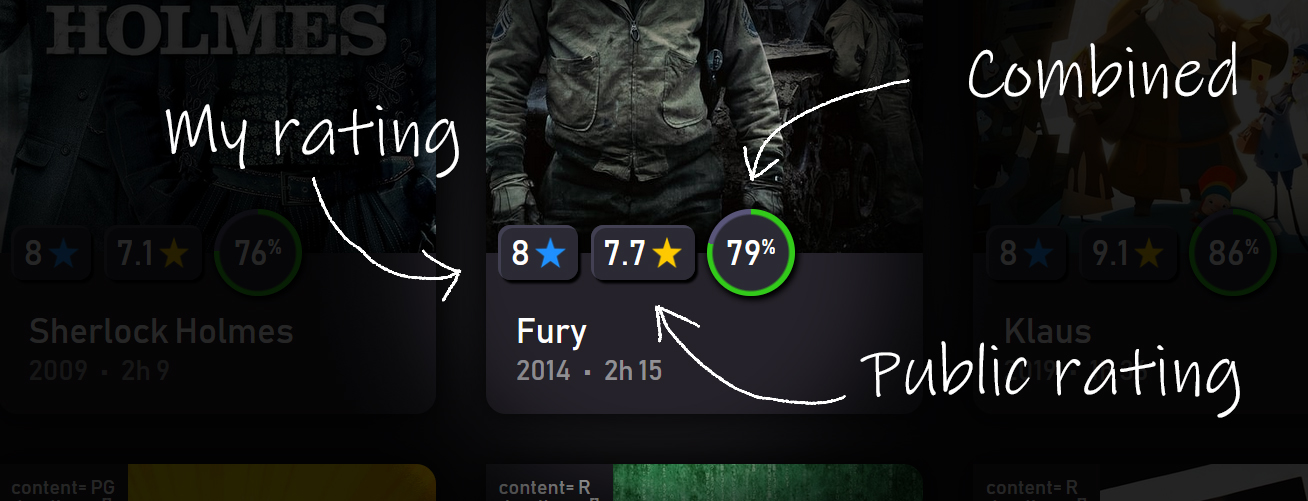 HOLMES
Combined
My rating
8 7.1 76%
8 7.7 79%
8 9.1 86%
Sherlock Holmes
2009 · 2h 9
Fury
2014 · 2h 15
Klaus
Public rating
content= PG
content= R
content= R